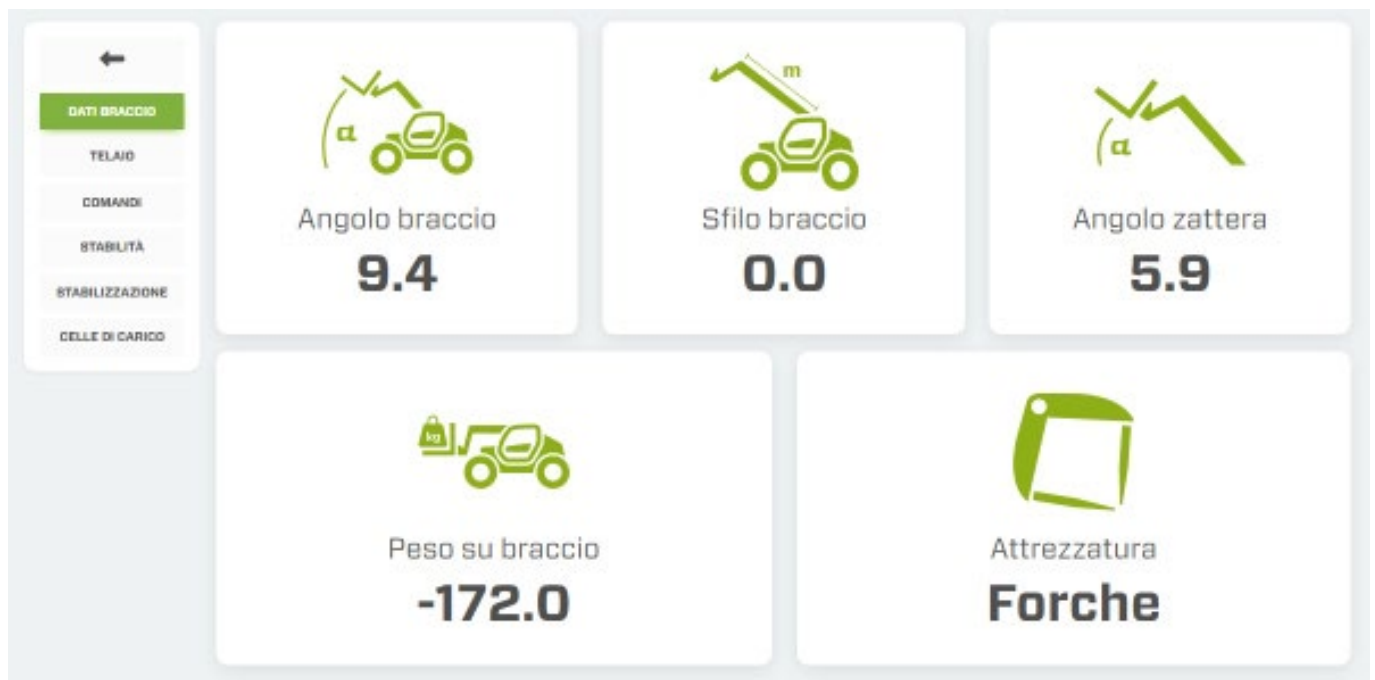 DATI BRACCIO
TELAIO
COMANDI
STABILITÀ
STABILIZZAZIONE
CELLE DI CARICO
α
Angolo braccio
9.4
m
Sfilo braccio
0.0
α
Angolo zattera
5.9
kg
Peso su braccio
-172.0
Attrezzatura
Forche